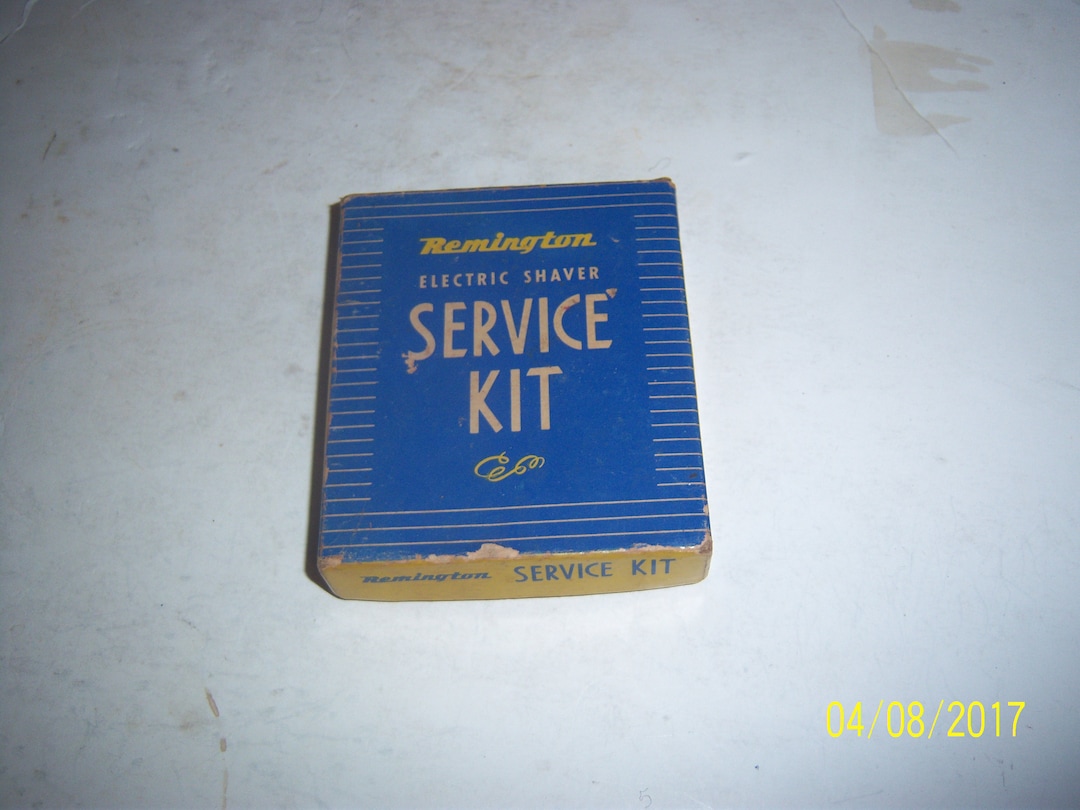 Remington
ELECTRIC SHAVER
SERVICE
KIT
Remington SERVICE KIT
04/08/2017